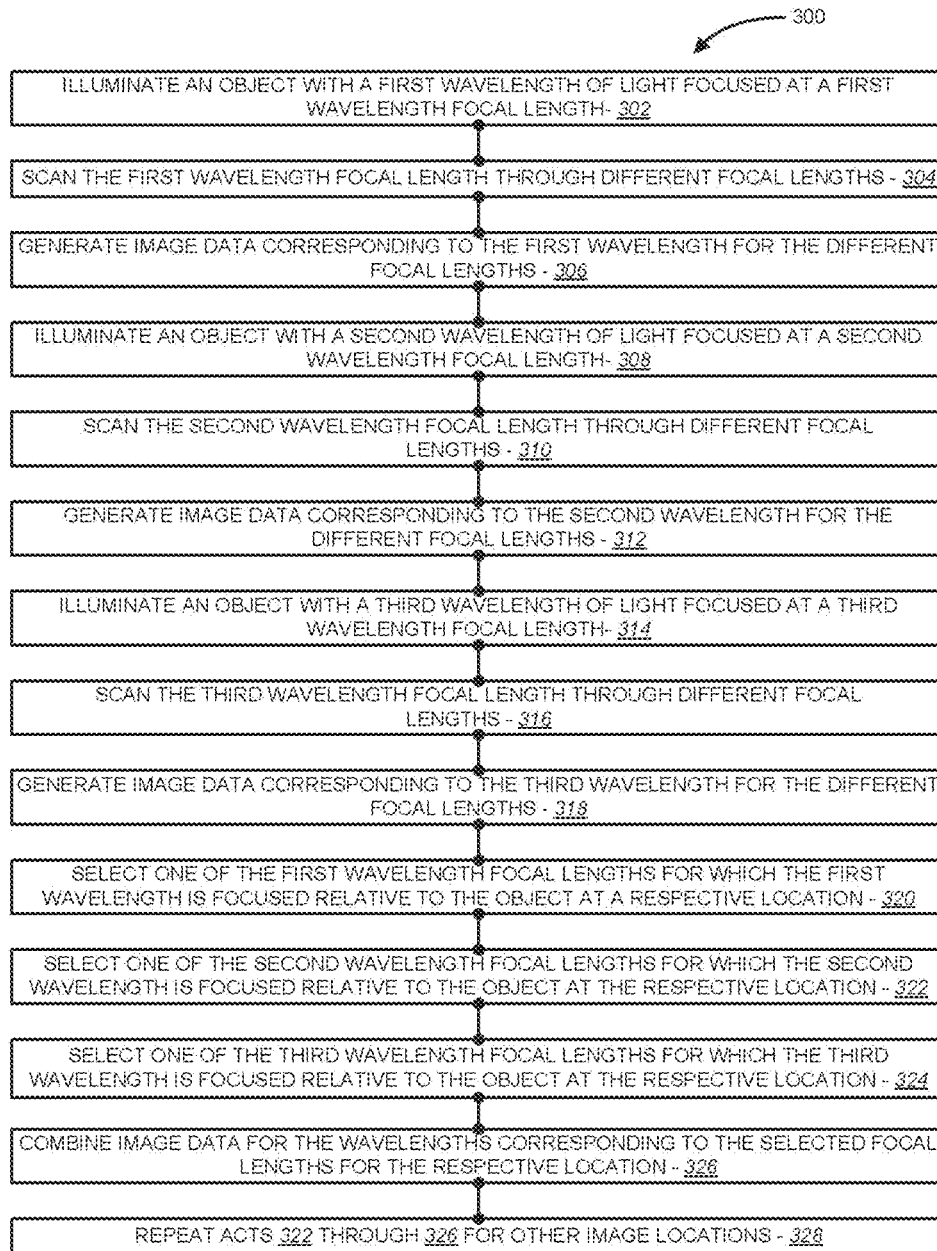 300
ILLUMINATE AN OBJECT WITH A FIRST WAVELENGTH OF LIGHT FOCUSED AT A FIRST
WAVELENGTH FOCAL LENGTH- 302
SCAN THE FIRST WAVELENGTH FOCAL LENGTH THROUGH DIFFERENT FOCAL LENGTHS - 304
GENERATE IMAGE DATA CORRESPONDING TO THE FIRST WAVELENGTH FOR THE DIFFERENT
FOCAL LENGTHS - 306
ILLUMINATE AN OBJECT WITH A SECOND WAVELENGTH OF LIGHT FOCUSED AT A SECOND
WAVELENGTH FOCAL LENGTH- 308
SCAN THE SECOND WAVELENGTH FOCAL LENGTH THROUGH DIFFERENT FOCAL
LENGTHS - 310
GENERATE IMAGE DATA CORRESPONDING TO THE SECOND WAVELENGTH FOR THE
DIFFERENT FOCAL LENGTHS - 312
ILLUMINATE AN OBJECT WITH A THIRD WAVELENGTH OF LIGHT FOCUSED AT A THIRD
WAVELENGTH FOCAL LENGTH- 314
SCAN THE THIRD WAVELENGTH FOCAL LENGTH THROUGH DIFFERENT FOCAL
LENGTHS - 316
GENERATE IMAGE DATA CORRESPONDING TO THE THIRD WAVELENGTH FOR THE DIFFERENT
FOCAL LENGTHS - 318
SELECT ONE OF THE FIRST WAVELENGTH FOCAL LENGTHS FOR WHICH THE FIRST
WAVELENGTH IS FOCUSED RELATIVE TO THE OBJECT AT A RESPECTIVE LOCATION - 320
SELECT ONE OF THE SECOND WAVELENGTH FOCAL LENGTHS FOR WHICH THE SECOND
WAVELENGTH IS FOCUSED RELATIVE TO THE OBJECT AT THE RESPECTIVE LOCATION - 322
SELECT ONE OF THE THIRD WAVELENGTH FOCAL LENGTHS FOR WHICH THE THIRD
WAVELENGTH IS FOCUSED RELATIVE TO THE OBJECT AT THE RESPECTIVE LOCATION - 324
COMBINE IMAGE DATA FOR THE WAVELENGTHS CORRESPONDING TO THE SELECTED FOCAL
LENGTHS FOR THE RESPECTIVE LOCATION - 326
REPEAT ACTS 322 THROUGH 326 FOR OTHER IMAGE LOCATIONS - 328